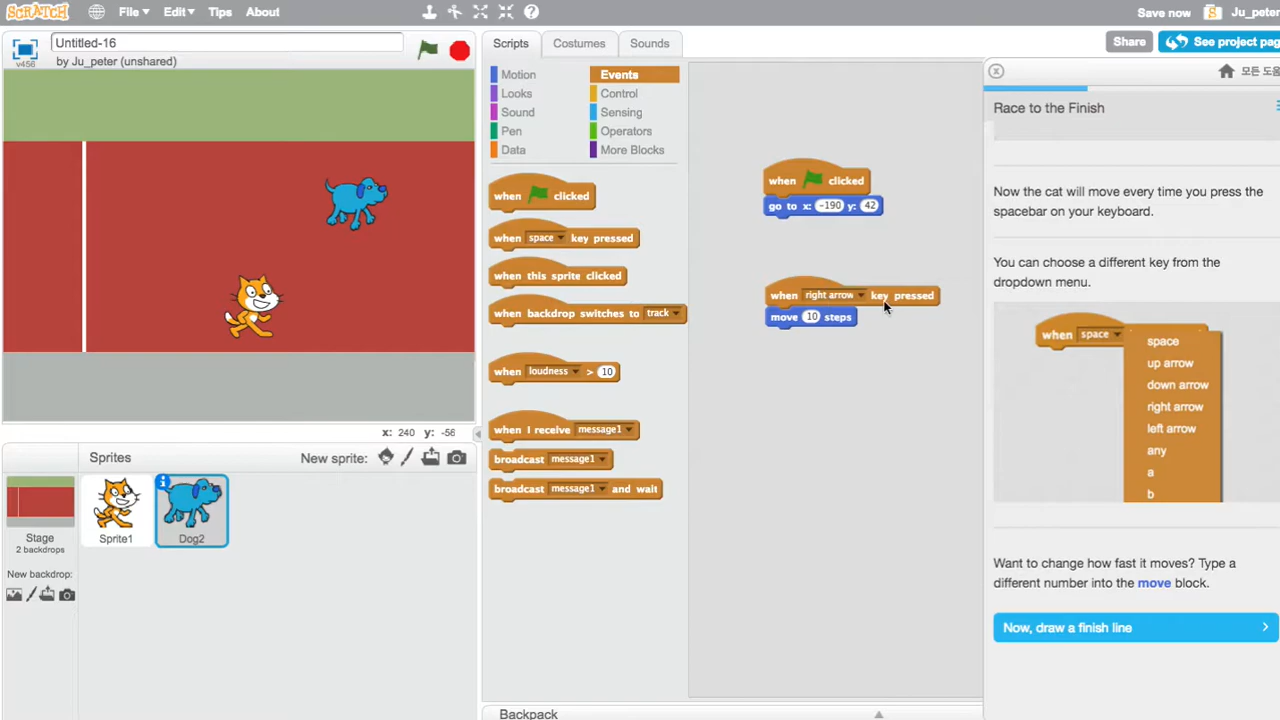 SCRATCH File ▾ Edit ▾ Tips About Save now Ju_peter
v456 Untitled-16
by Ju_peter (unshared)
Scripts Costumes Sounds
Share See project pag
Motion Events
Looks Control
Sound Sensing
Pen Operators
Data More Blocks
when clicked
when space key pressed
when this sprite clicked
when backdrop switches to track
when loudness > 10
when I receive message1
broadcast message1
broadcast message1 and wait
when clicked
go to x: -190 y: 42
when right arrow key pressed
move 10 steps
x: 240 y: -56
Sprites New sprite:
Stage
2 backdrops
New backdrop:
Sprite1
Dog2
Backpack
모든 도움
Race to the Finish
Now the cat will move every time you press the
spacebar on your keyboard.
You can choose a different key from the
dropdown menu.
when space
space
up arrow
down arrow
right arrow
left arrow
any
a
b
Want to change how fast it moves? Type a
different number into the move block.
Now, draw a finish line